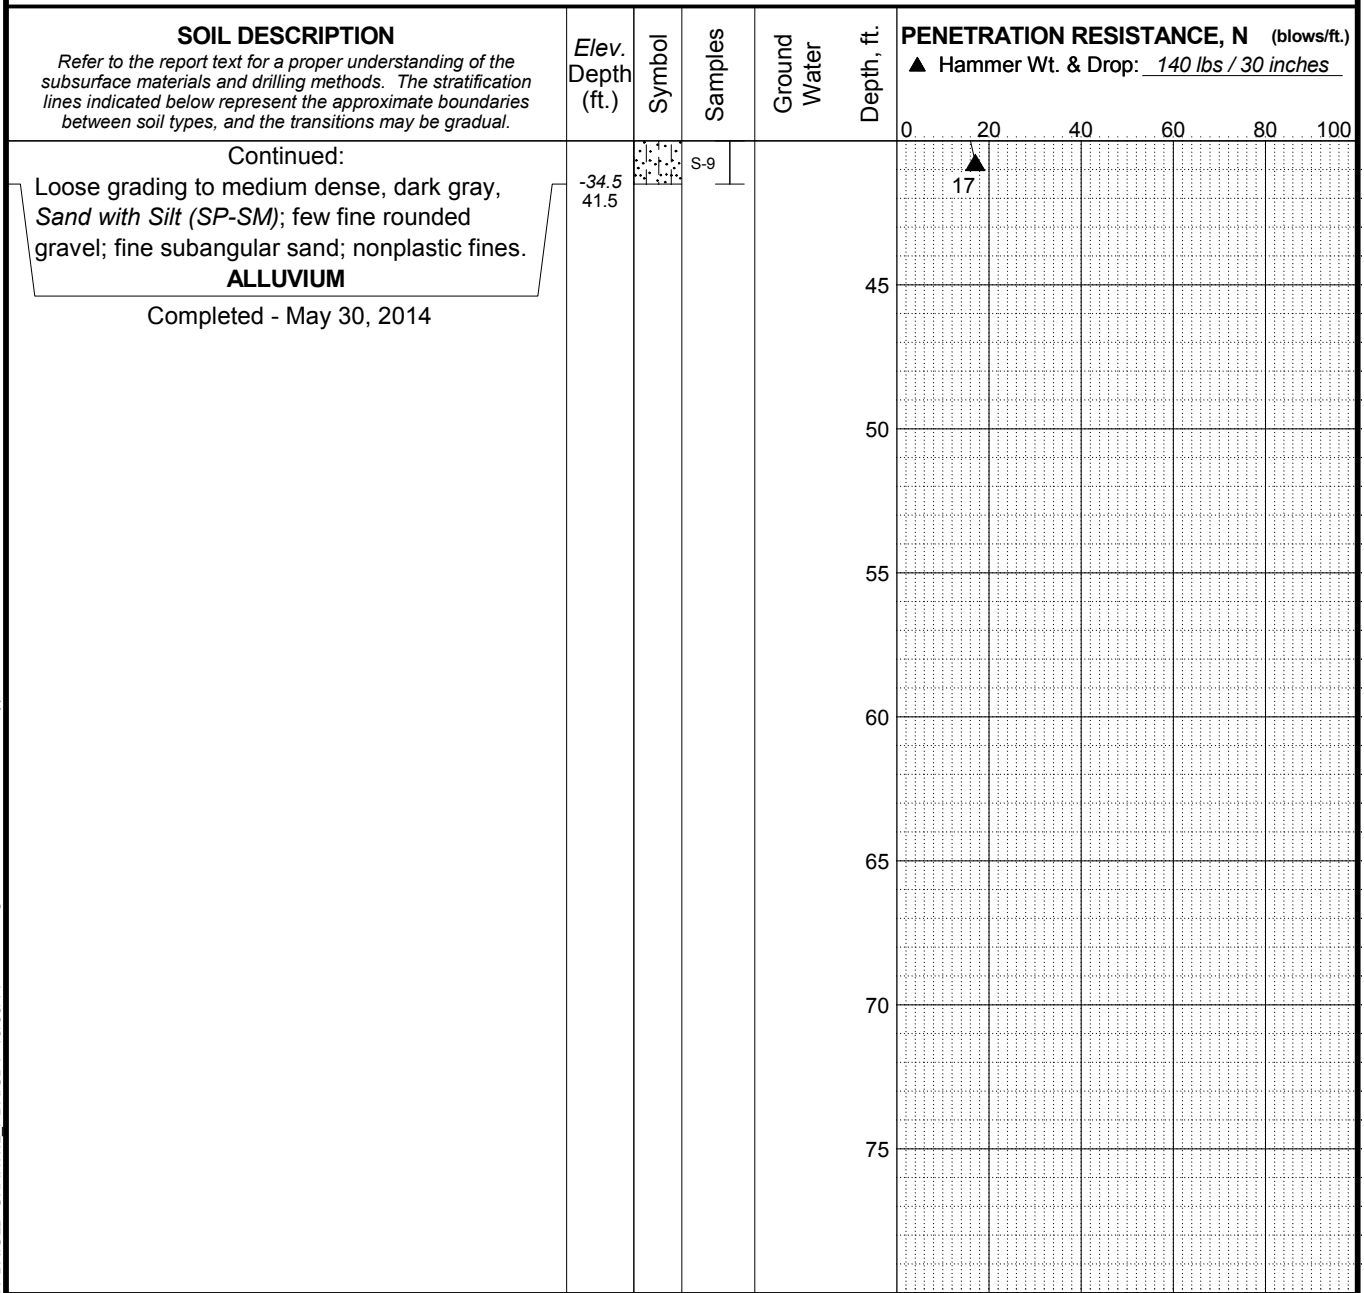 SOIL DESCRIPTION
Refer to the report text for a proper understanding of the
subsurface materials and drilling methods. The stratification
lines indicated below represent the approximate boundaries
between soil types, and the transitions may be gradual.
Elev.
Depth
(ft.)
Symbol
Samples
Ground
Water
Depth, ft.
PENETRATION RESISTANCE, N (blows/ft.)
▲ Hammer Wt. & Drop: 140 lbs / 30 inches
0 20 40 60 80 100
Continued:
Loose grading to medium dense, dark gray,
Sand with Silt (SP-SM); few fine rounded
gravel; fine subangular sand; nonplastic fines.
ALLUVIUM
Completed - May 30, 2014
-34.5
41.5
S-9
17
45
50
55
60
65
70
75